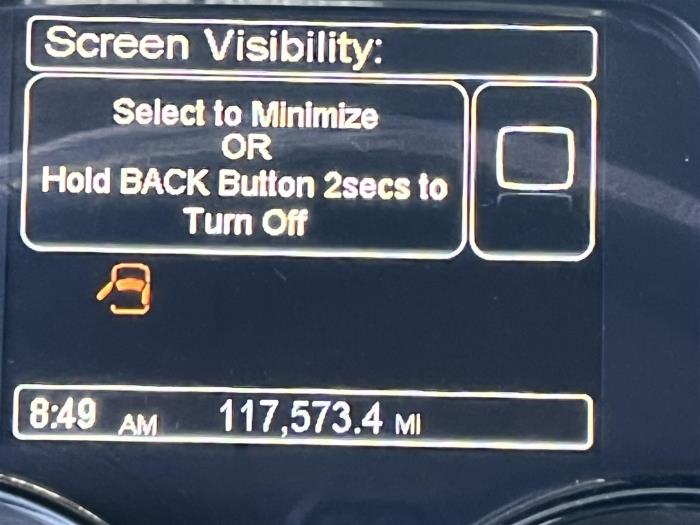 Screen Visibility:
Select to Minimize
OR
Hold BACK Button 2secs to
Turn Off
8:49 AM 117,573.4 MI